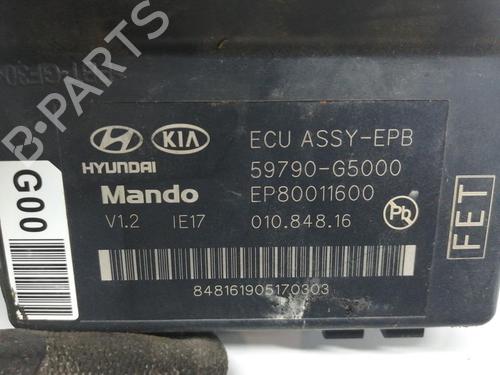 HYUNDAI
KIA
ECU ASSY-EPB
59790-G5000
Mando
EP80011600
V1.2 IE17
010.848.16
Pb
FET
848161905170303
G00
B-PARTS